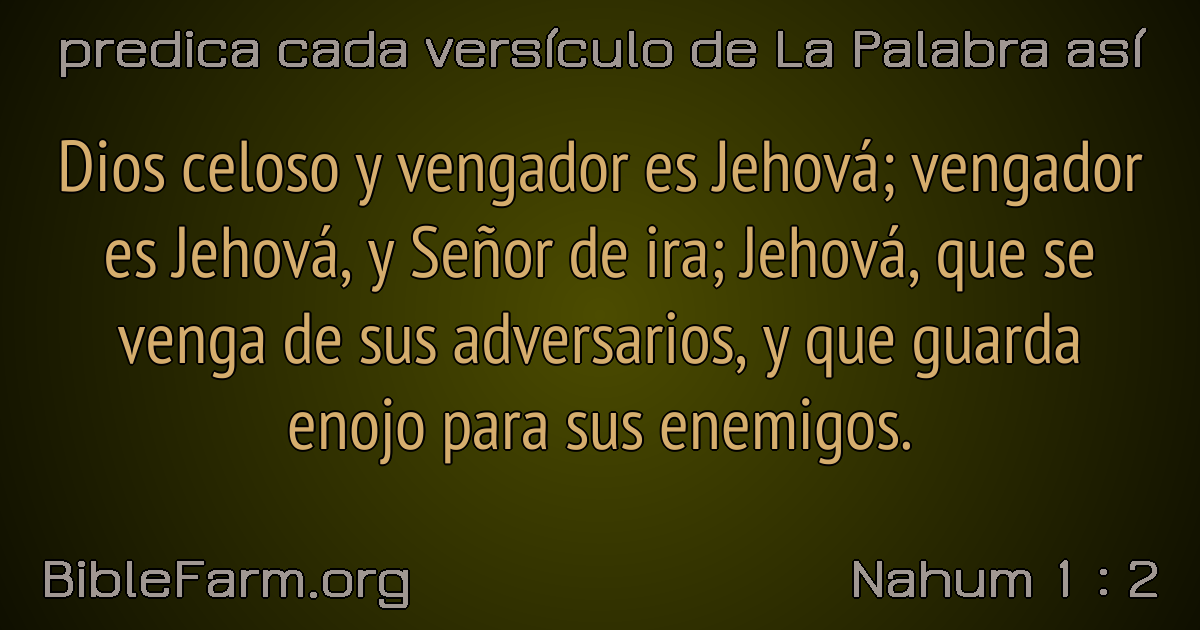 predica cada versículo de La Palabra así
Dios celoso y vengador es Jehová; vengador
es Jehová, y Señor de ira; Jehová, que se
venga de sus adversarios, y que guarda
enojo para sus enemigos.
BibleFarm.org
Nahum 1 : 2